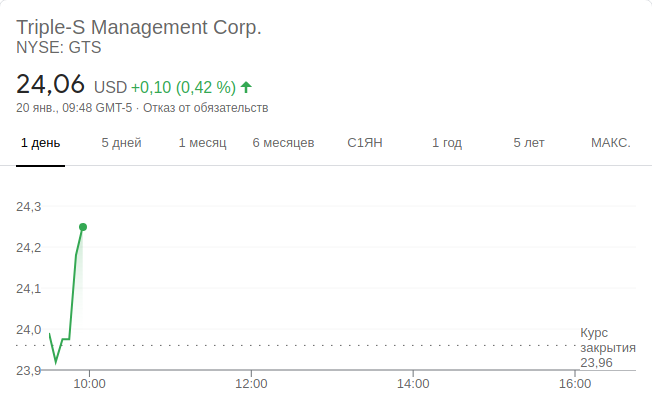 Triple-S Management Corp.
NYSE: GTS
24,06 USD +0,10 (0,42 %)
20 янв., 09:48 GMT-5 · Отказ от обязательств
1 день 5 дней 1 месяц 6 месяцев С1ЯН 1 год 5 лет МАКС.
24,3
24,2
24,1
24,0
23,9
Курс
закрытия
23,96
10:00 12:00 14:00 16:00